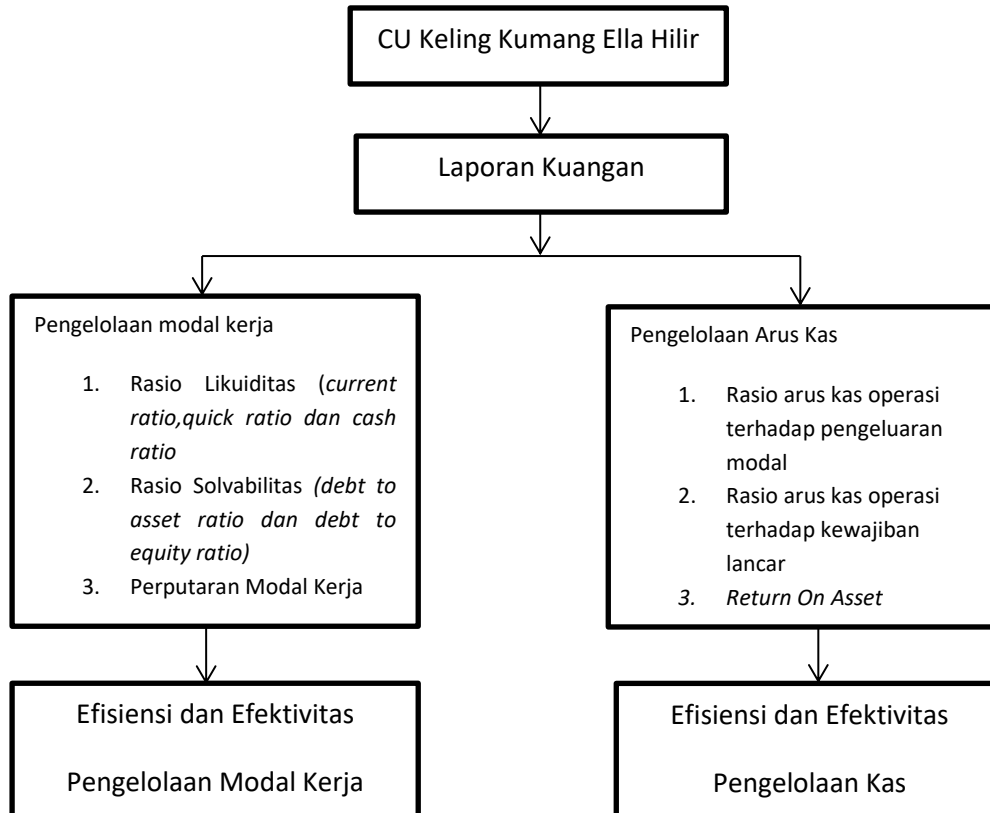 CU Keling Kumang Ella Hilir
Laporan Kuangan
Pengelolaan modal kerja
1. Rasio Likuiditas (current
ratio,quick ratio dan cash
ratio
2. Rasio Solvabilitas (debt to
asset ratio dan debt to
equity ratio)
3. Perputaran Modal Kerja
Pengelolaan Arus Kas
1. Rasio arus kas operasi
terhadap pengeluaran
modal
2. Rasio arus kas operasi
terhadap kewajiban
lancar
3. Return On Asset
Efisiensi dan Efektivitas
Pengelolaan Modal Kerja
Efisiensi dan Efektivitas
Pengelolaan Kas